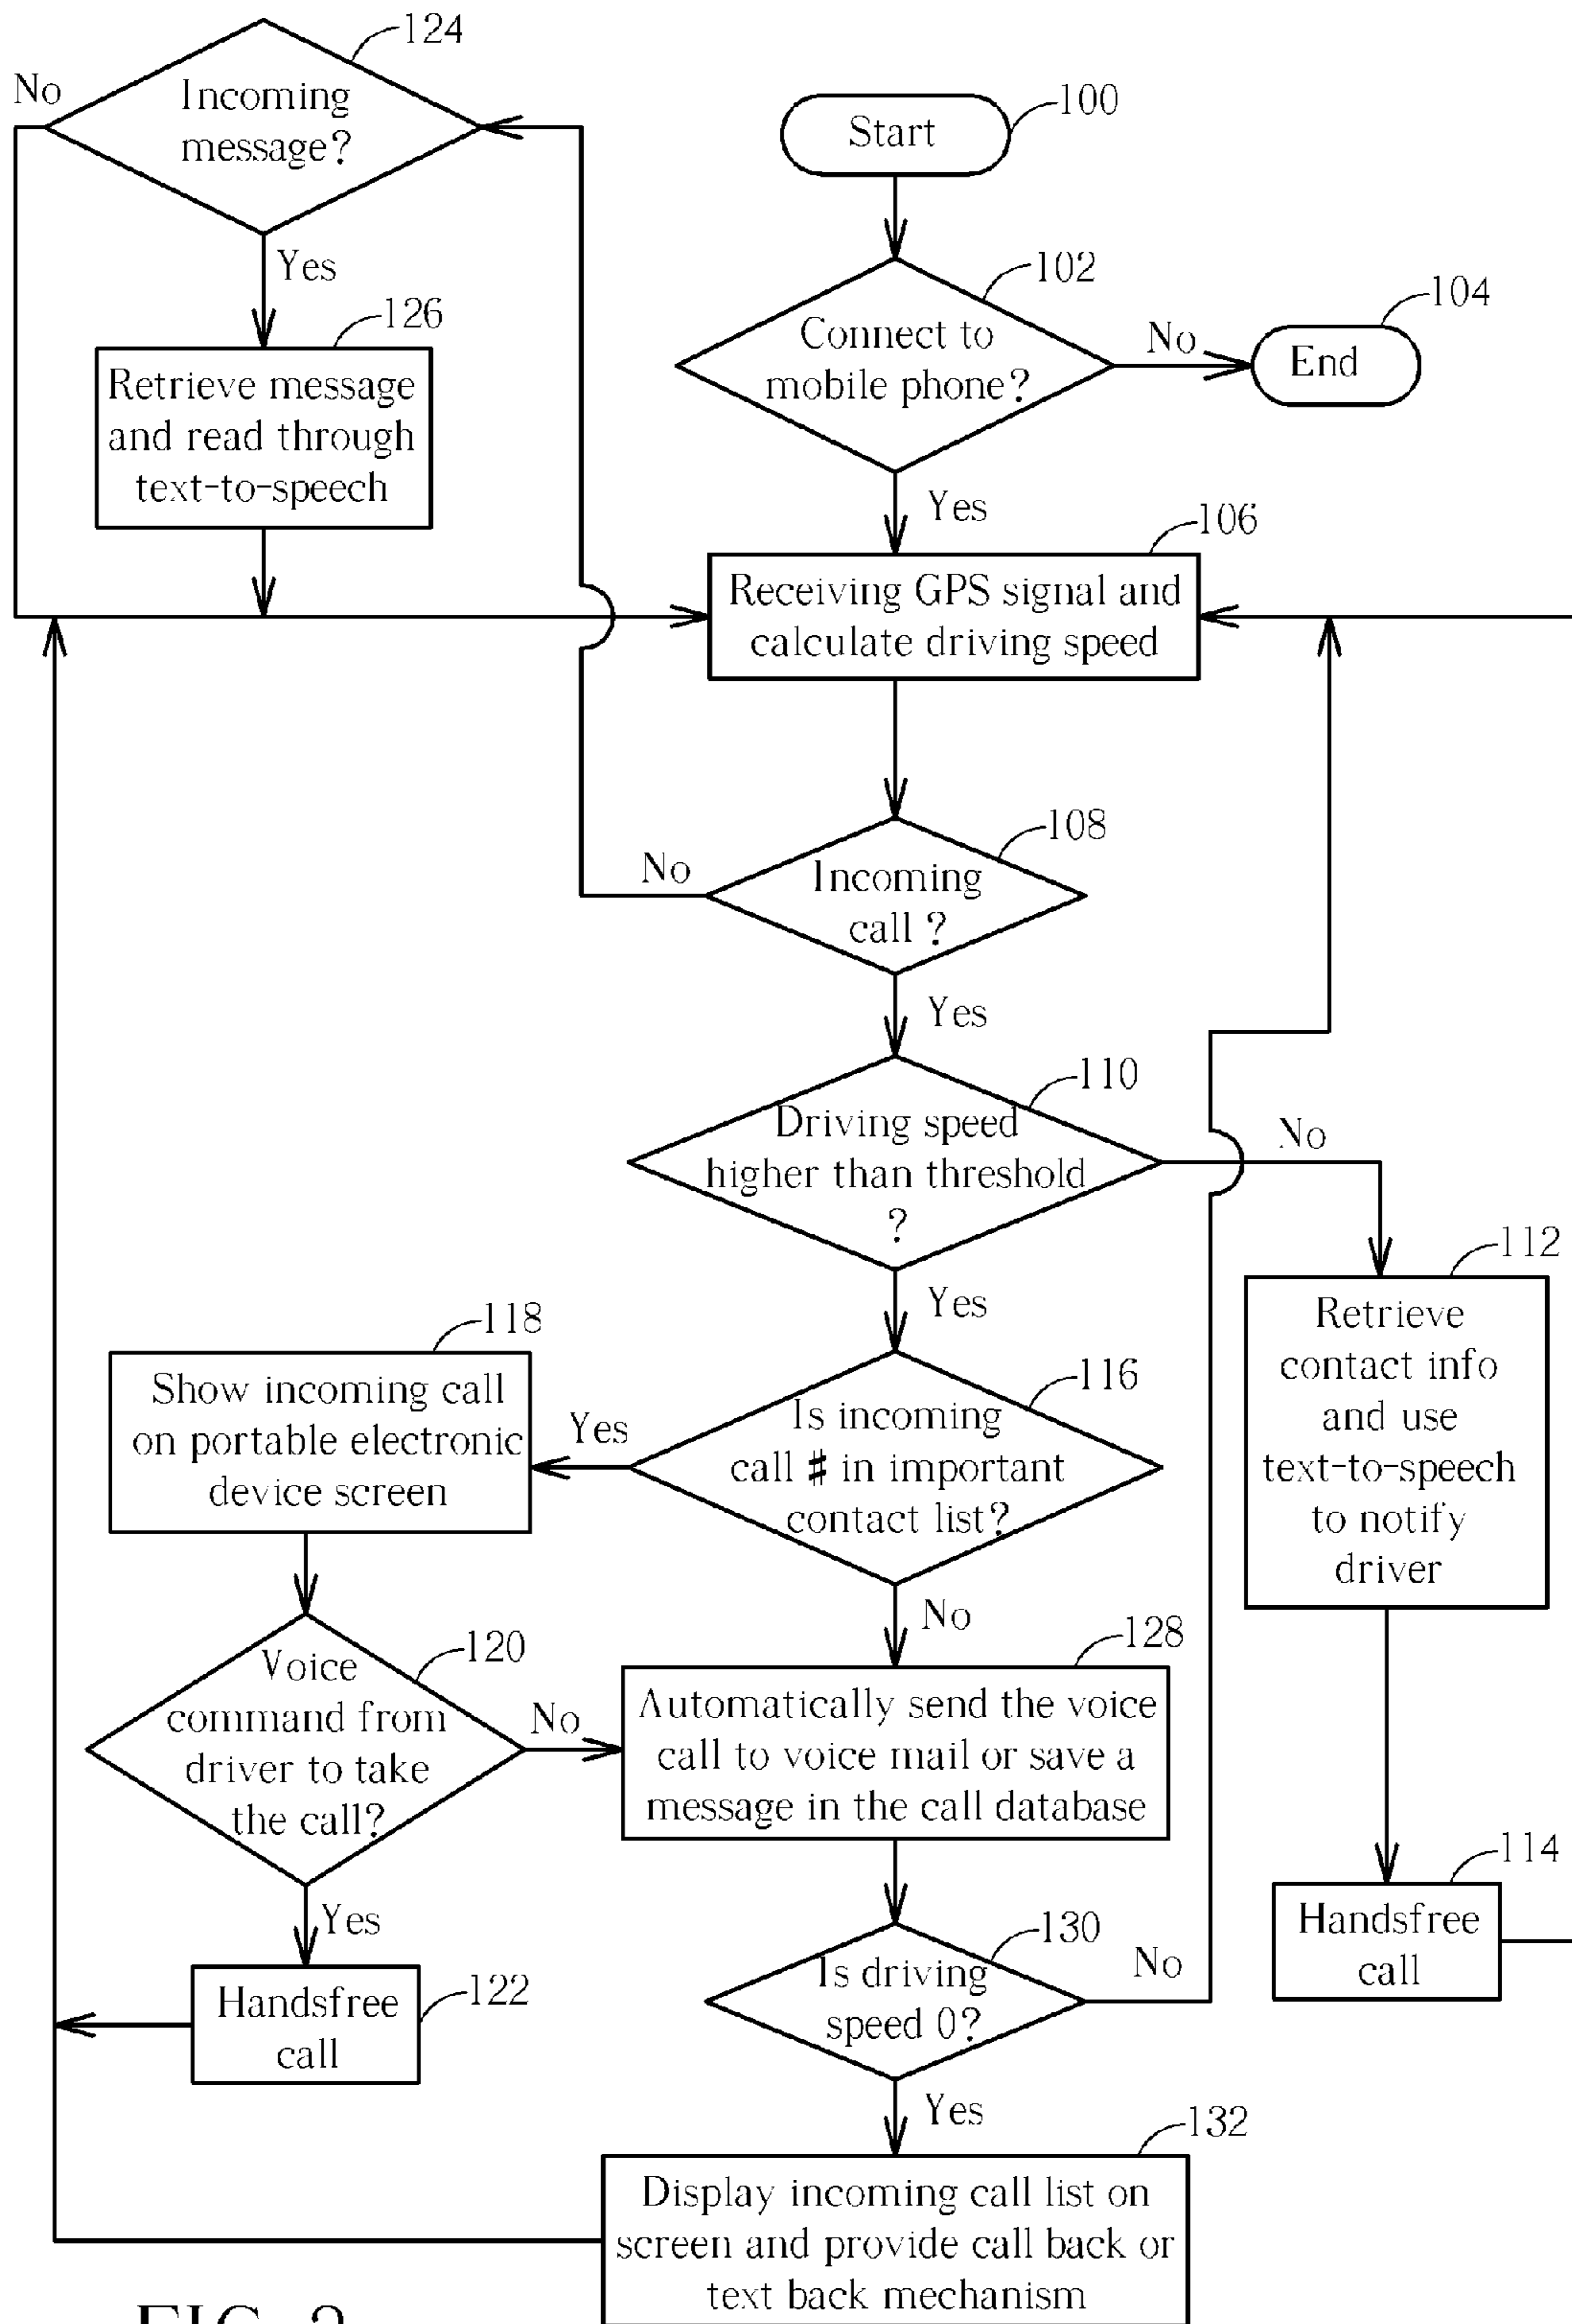 124
No
Incoming
message?
Yes
126
Retrieve message
and read through
text-to-speech
100
Start
102
Connect to
mobile phone?
No
104
End
Yes
106
Receiving GPS signal and
calculate driving speed
108
Incoming
call ?
No
Yes
110
Driving speed
higher than threshold
?
No
112
Retrieve
contact info
and use
text-to-speech
to notify
driver
114
Handsfree
call
Yes
116
Is incoming
call # in important
contact list?
Yes
118
Show incoming call
on portable electronic
device screen
120
Voice
command from
driver to take
the call?
No
Yes
122
Handsfree
call
No
128
Automatically send the voice
call to voice mail or save a
message in the call database
130
Is driving
speed 0?
No
Yes
132
Display incoming call list on
screen and provide call back or
text back mechanism